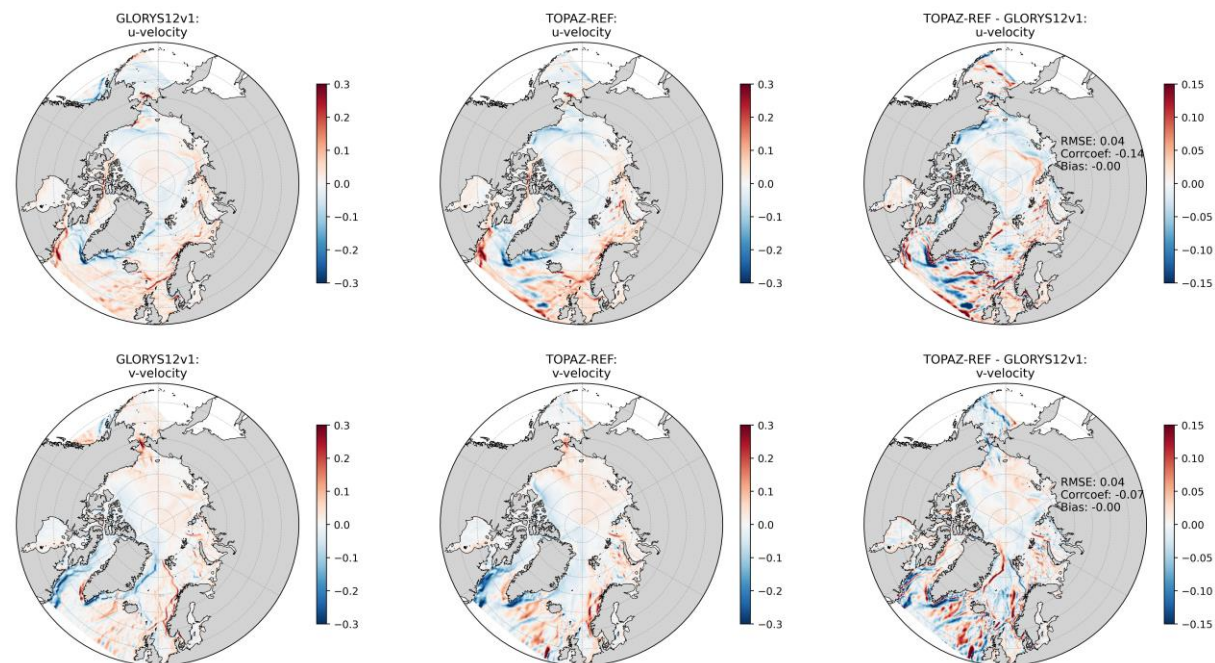 GLORYS12v1:
u-velocity
0.3
0.2
0.1
0.0
−0.1
−0.2
−0.3
TOPAZ-REF:
u-velocity
0.3
0.2
0.1
0.0
−0.1
−0.2
−0.3
TOPAZ-REF - GLORYS12v1:
u-velocity
RMSE: 0.04
Corrcoef: -0.14
Bias: -0.00
0.15
0.10
0.05
0.00
−0.05
−0.10
−0.15
GLORYS12v1:
v-velocity
0.3
0.2
0.1
0.0
−0.1
−0.2
−0.3
TOPAZ-REF:
v-velocity
0.3
0.2
0.1
0.0
−0.1
−0.2
−0.3
TOPAZ-REF - GLORYS12v1:
v-velocity
RMSE: 0.04
Corrcoef: -0.07
Bias: -0.00
0.15
0.10
0.05
0.00
−0.05
−0.10
−0.15